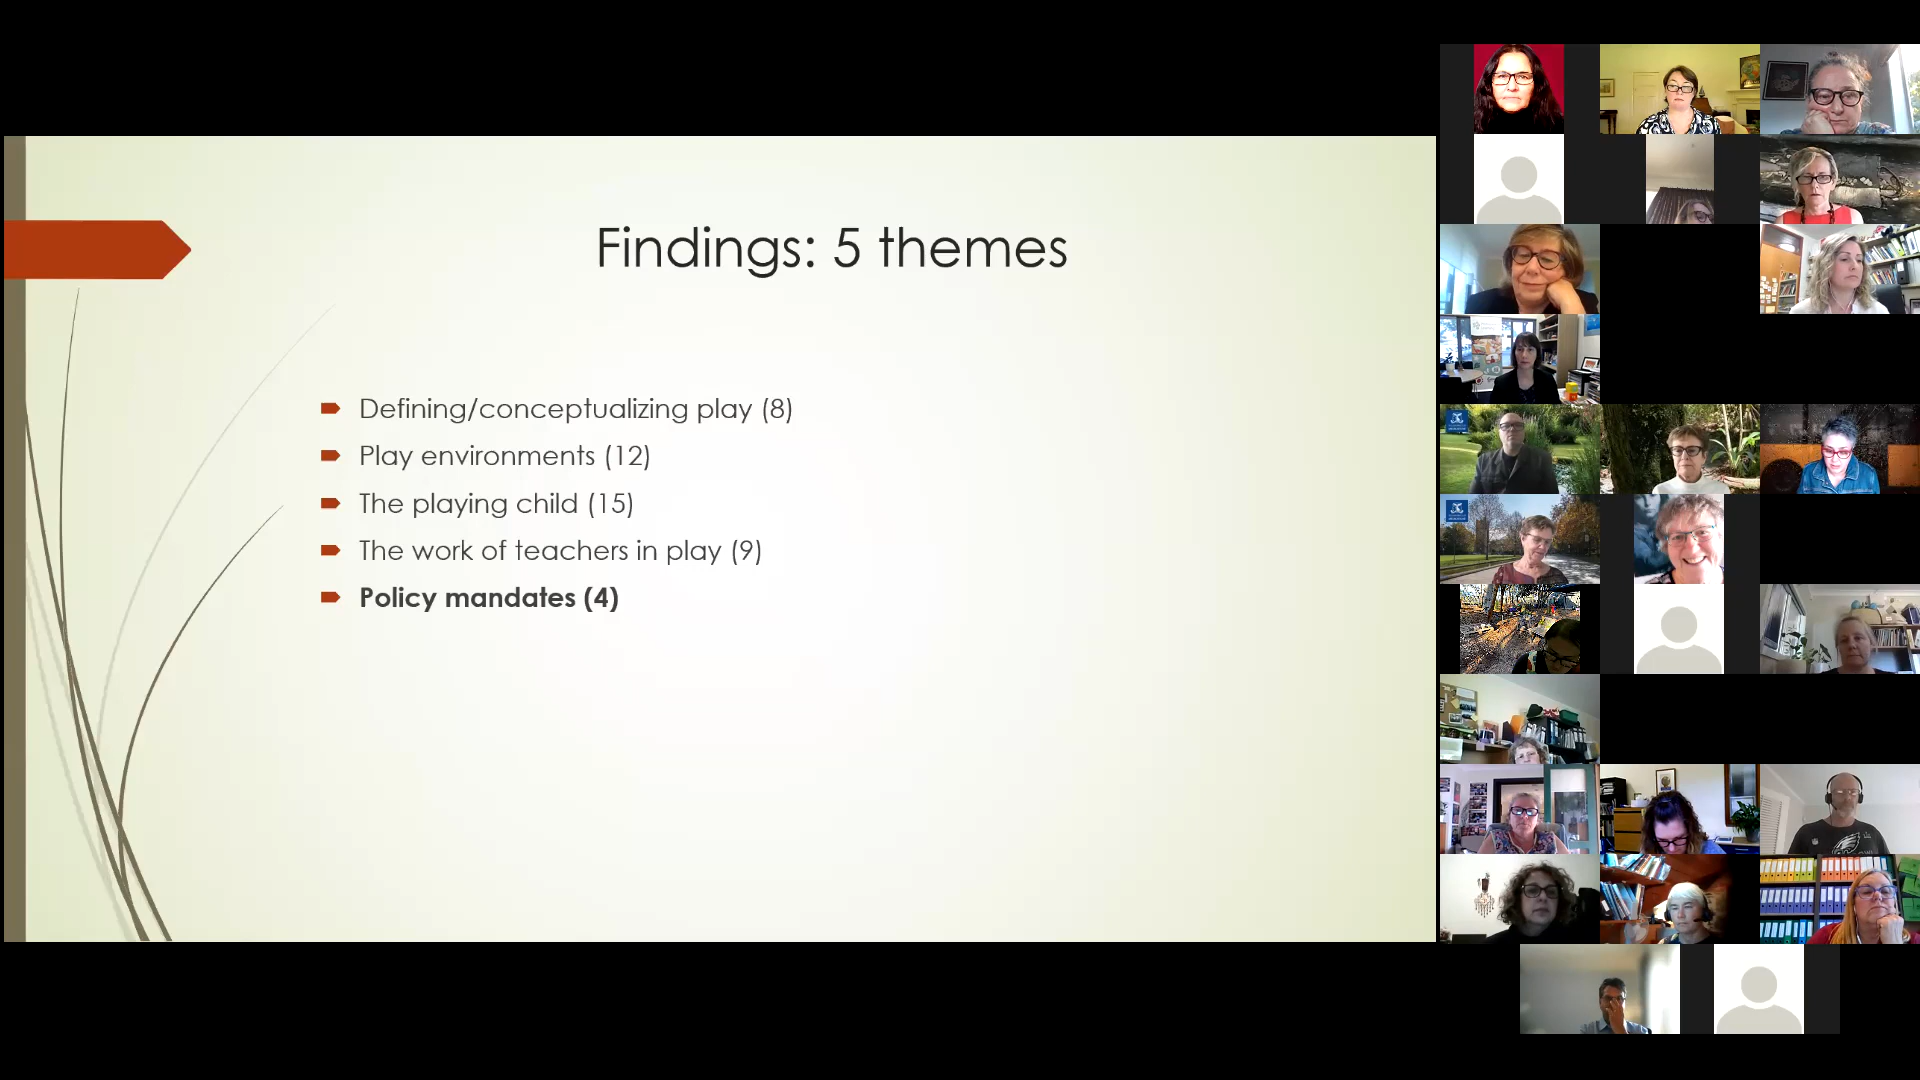 Findings: 5 themes
Defining/conceptualizing play (8)
Play environments (12)
The playing child (15)
The work of teachers in play (9)
Policy mandates (4)